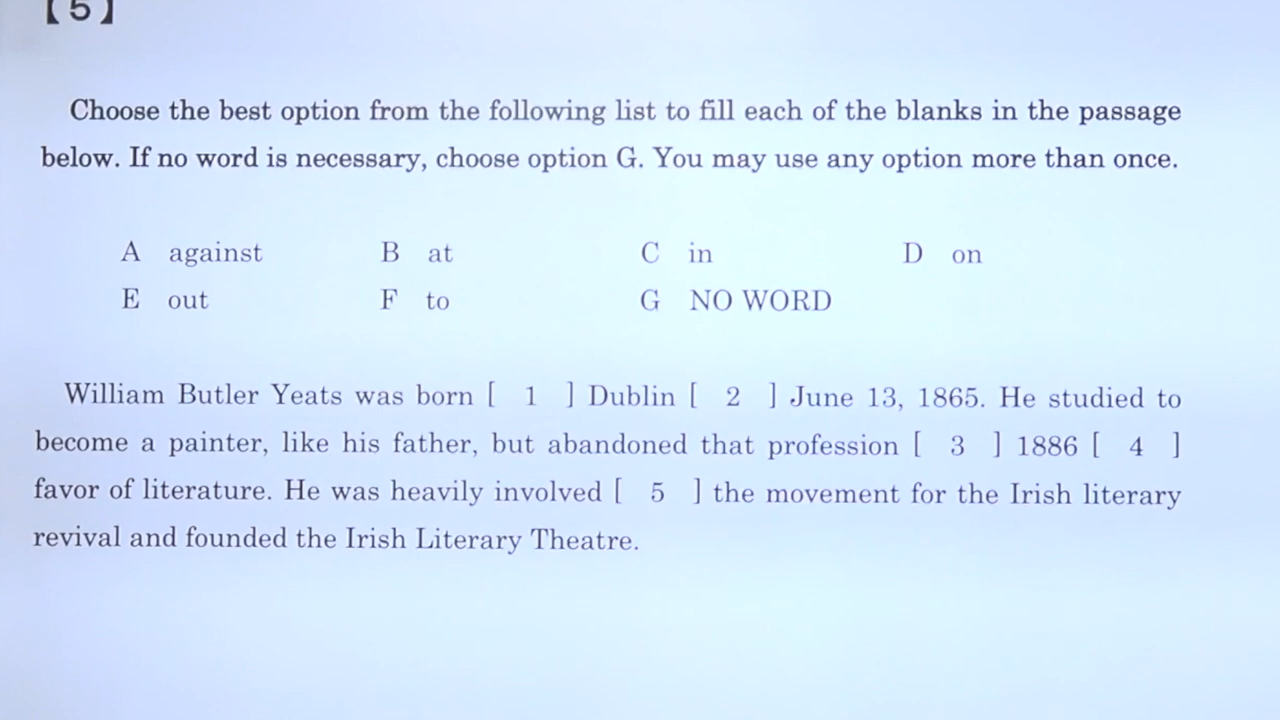 【5】
Choose the best option from the following list to fill each of the blanks in the passage
below. If no word is necessary, choose option G. You may use any option more than once.
A against B at C in D on
E out F to G NO WORD
William Butler Yeats was born [ 1 ] Dublin [ 2 ] June 13, 1865. He studied to
become a painter, like his father, but abandoned that profession [ 3 ] 1886 [ 4 ]
favor of literature. He was heavily involved [ 5 ] the movement for the Irish literary
revival and founded the Irish Literary Theatre.